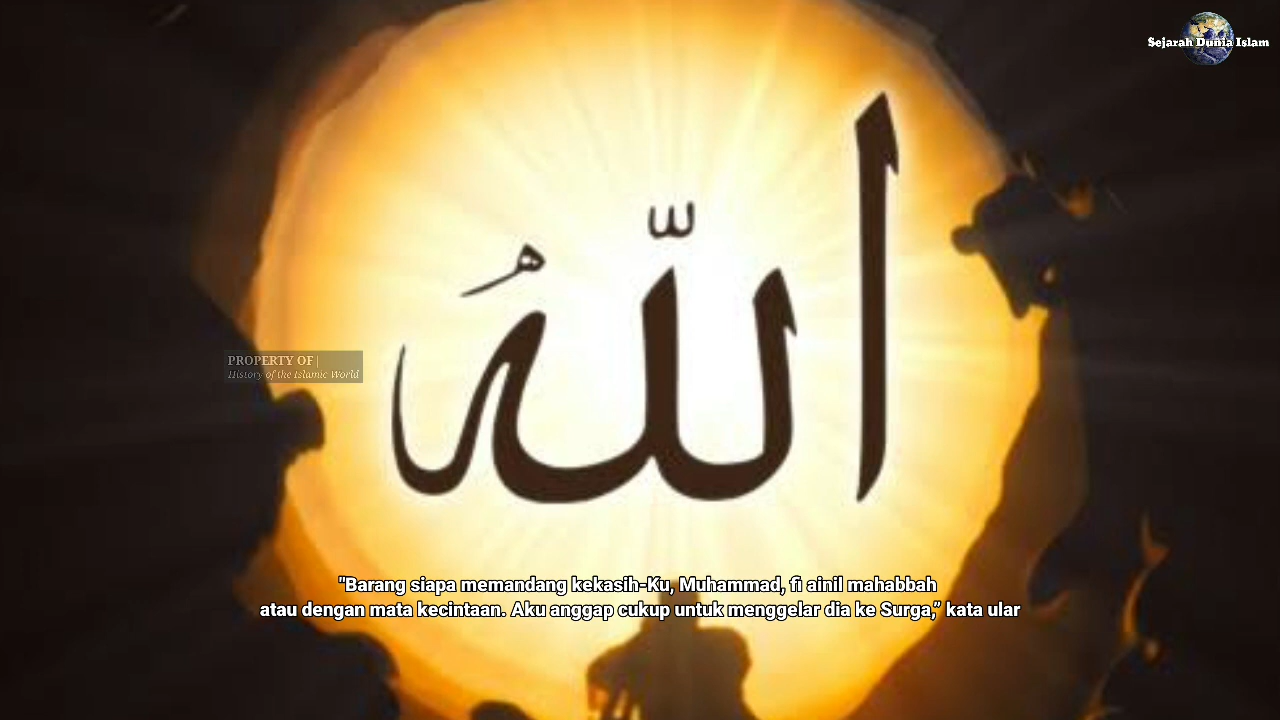 Sejarah Dunia Islam
الله
PROPERTY OF |
History of the Islamic World
"Barang siapa memandang kekasih-Ku, Muhammad, fi ainil mahabbah
atau dengan mata kecintaan. Aku anggap cukup untuk menggelar dia ke Surga,” kata ular